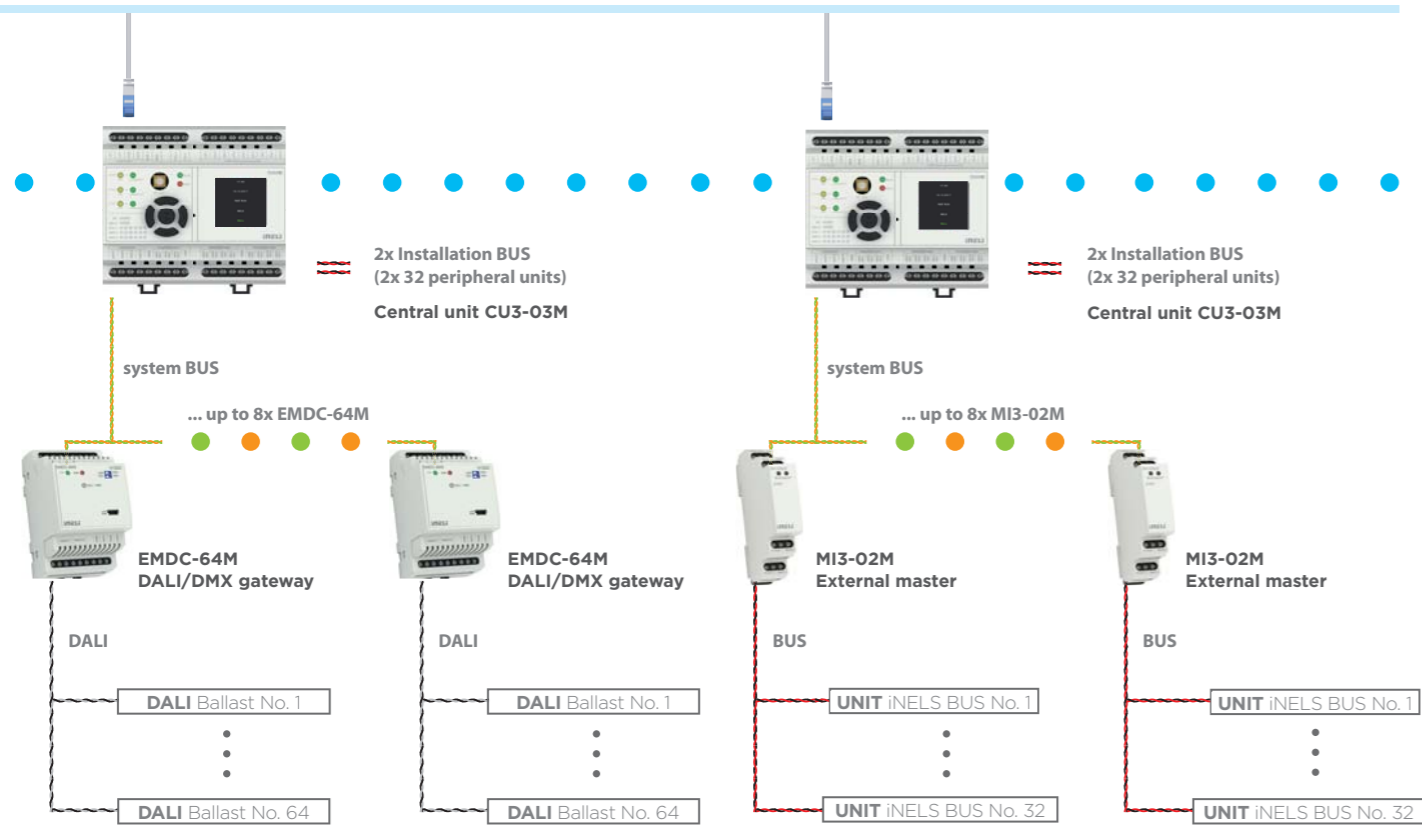 2x Installation BUS
(2x 32 peripheral units)
Central unit CU3-03M
2x Installation BUS
(2x 32 peripheral units)
Central unit CU3-03M
system BUS
system BUS
... up to 8x EMDC-64M
... up to 8x MI3-02M
EMDC-64M
DALI/DMX gateway
EMDC-64M
DALI/DMX gateway
MI3-02M
External master
MI3-02M
External master
DALI
DALI
BUS
BUS
DALI Ballast No. 1
DALI Ballast No. 1
UNIT iNELS BUS No. 1
UNIT iNELS BUS No. 1
DALI Ballast No. 64
DALI Ballast No. 64
UNIT iNELS BUS No. 32
UNIT iNELS BUS No. 32